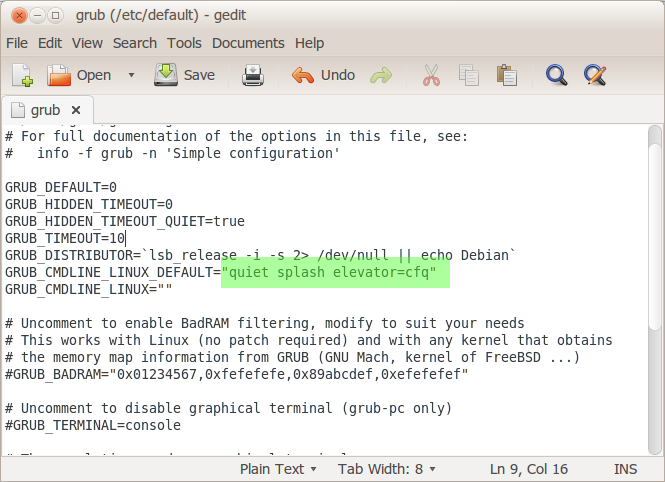 grub (/etc/default) - gedit
File Edit View Search Tools Documents Help
Open Save Undo
grub
# For full documentation of the options in this file, see:
#   info -f grub -n 'Simple configuration'
GRUB_DEFAULT=0
GRUB_HIDDEN_TIMEOUT=0
GRUB_HIDDEN_TIMEOUT_QUIET=true
GRUB_TIMEOUT=10
GRUB_DISTRIBUTOR=`lsb_release -i -s 2> /dev/null || echo Debian`
GRUB_CMDLINE_LINUX_DEFAULT="quiet splash elevator=cfq"
GRUB_CMDLINE_LINUX=""
# Uncomment to enable BadRAM filtering, modify to suit your needs
# This works with Linux (no patch required) and with any kernel that obtains
# the memory map information from GRUB (GNU Mach, kernel of FreeBSD ...)
#GRUB_BADRAM="0x01234567,0xfefefefe,0x89abcdef,0xefefefef"
# Uncomment to disable graphical terminal (grub-pc only)
#GRUB_TERMINAL=console
Plain Text Tab Width: 8 Ln 9, Col 16 INS